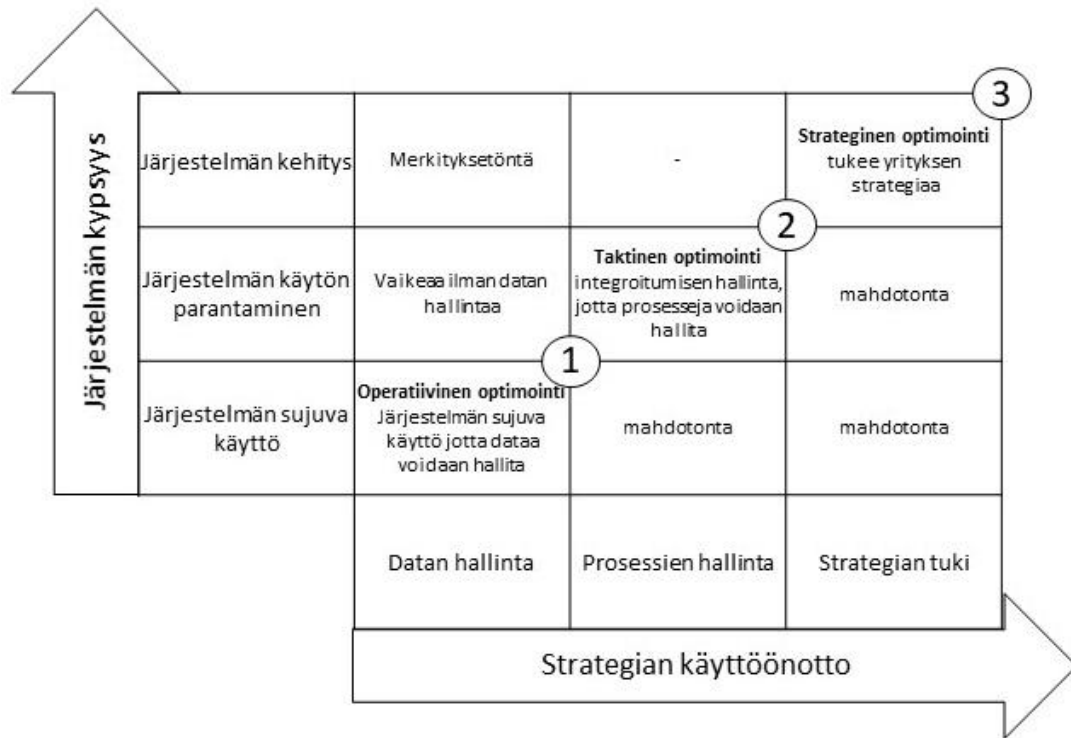 3
Järjestelmän kypsyys
Järjestelmän kehitys
Merkityksetöntä
-
Strateginen optimointi
tukee yrityksen
strategiaa
2
Järjestelmän käytön
parantaminen
Vaikeaa ilman datan
hallintaa
Taktinen optimointi
integroitumisen hallinta,
jotta prosesseja voidaan
hallita
mahdotonta
1
Järjestelmän sujuva
käyttö
Operatiivinen optimointi
Järjestelmän sujuva
käyttö jotta dataa
voidaan hallita
mahdotonta
mahdotonta
Datan hallinta
Prosessien hallinta
Strategian tuki
Strategian käyttöönotto